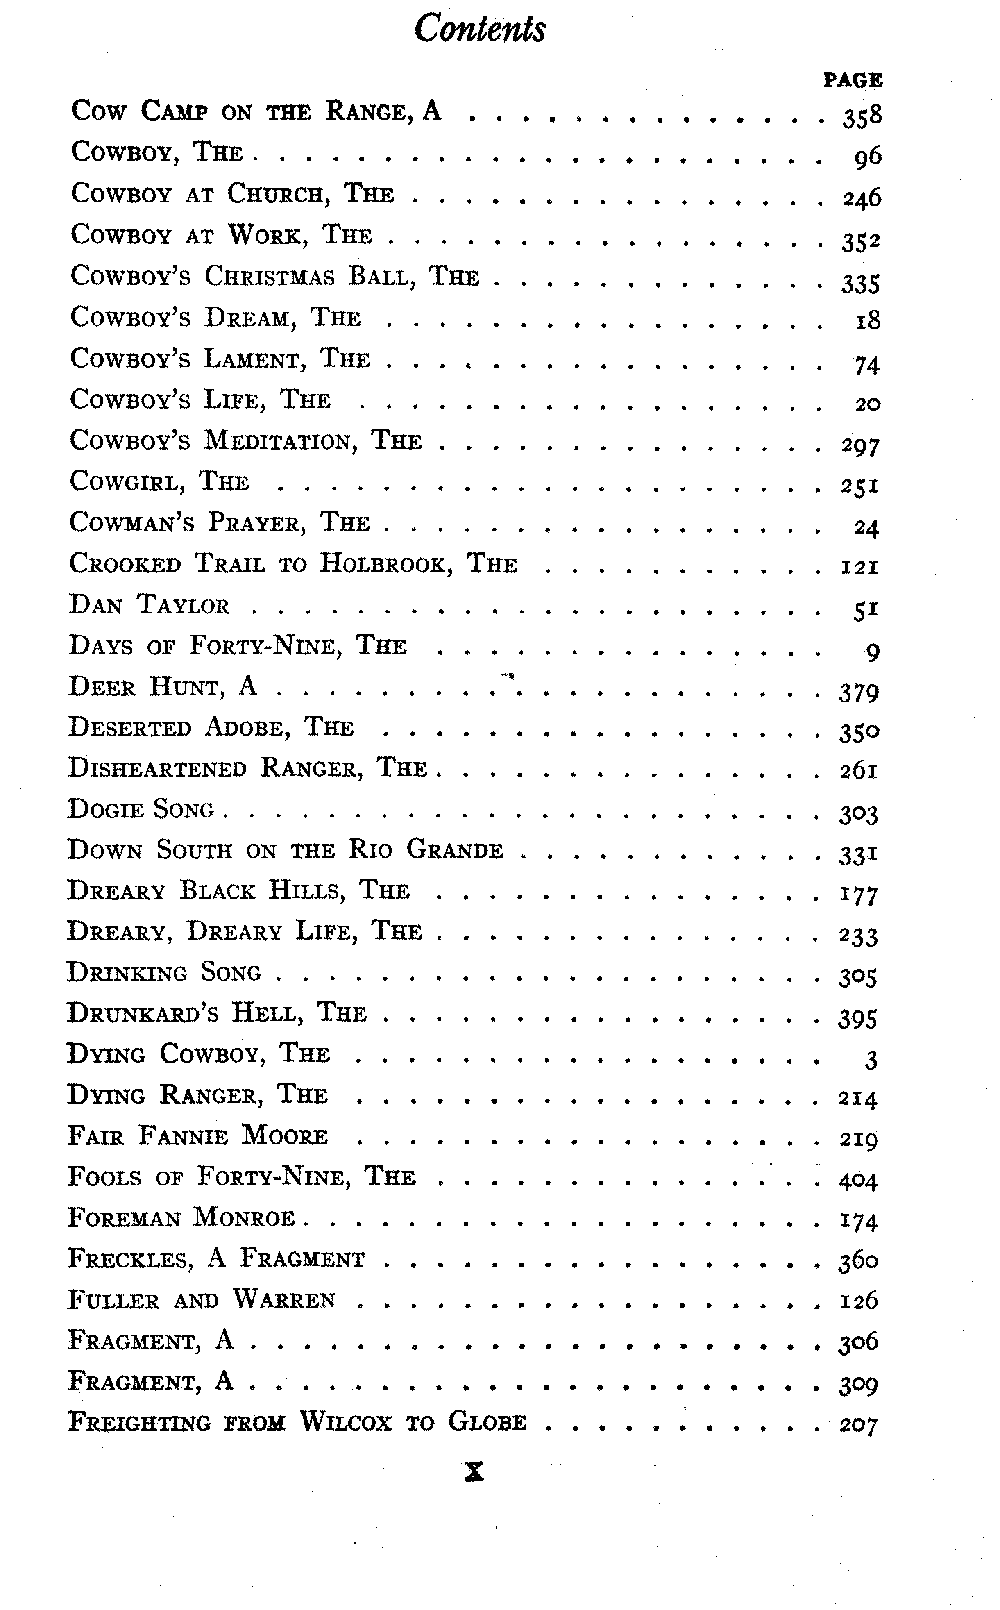 Contents
PAGE
Cow Camp on the Range, A . . . . . . . . . . . . . . 358
Cowboy, The . . . . . . . . . . . . . . . . . . . . . . 96
Cowboy at Church, The . . . . . . . . . . . . . . . . 246
Cowboy at Work, The . . . . . . . . . . . . . . . . . 352
Cowboy's Christmas Ball, The . . . . . . . . . . . . . 335
Cowboy's Dream, The . . . . . . . . . . . . . . . . . 18
Cowboy's Lament, The . . . . . . . . . . . . . . . . . 74
Cowboy's Life, The . . . . . . . . . . . . . . . . . . 20
Cowboy's Meditation, The . . . . . . . . . . . . . . . 297
Cowgirl, The . . . . . . . . . . . . . . . . . . . . . 251
Cowman's Prayer, The . . . . . . . . . . . . . . . . . 24
Crooked Trail to Holbrook, The . . . . . . . . . . . 121
Dan Taylor . . . . . . . . . . . . . . . . . . . . . . 51
Days of Forty-Nine, The . . . . . . . . . . . . . . . 9
Deer Hunt, A . . . . . . . . . . . . . . . . . . . . . 379
Deserted Adobe, The . . . . . . . . . . . . . . . . . 350
Disheartened Ranger, The . . . . . . . . . . . . . . . 261
Dogie Song . . . . . . . . . . . . . . . . . . . . . . . 303
Down South on the Rio Grande . . . . . . . . . . . . 331
Dreary Black Hills, The . . . . . . . . . . . . . . . 177
Dreary, Dreary Life, The . . . . . . . . . . . . . . . 233
Drinking Song . . . . . . . . . . . . . . . . . . . . . 305
Drunkard's Hell, The . . . . . . . . . . . . . . . . . 395
Dying Cowboy, The . . . . . . . . . . . . . . . . . . 3
Dying Ranger, The . . . . . . . . . . . . . . . . . . 214
Fair Fannie Moore . . . . . . . . . . . . . . . . . . 219
Fools of Forty-Nine, The . . . . . . . . . . . . . . . 404
Foreman Monroe . . . . . . . . . . . . . . . . . . . . 174
Freckles, A Fragment . . . . . . . . . . . . . . . . . 360
Fuller and Warren . . . . . . . . . . . . . . . . . . 126
Fragment, A . . . . . . . . . . . . . . . . . . . . . . 306
Fragment, A . . . . . . . . . . . . . . . . . . . . . . 309
Freighting from Wilcox to Globe . . . . . . . . . . . 207
X